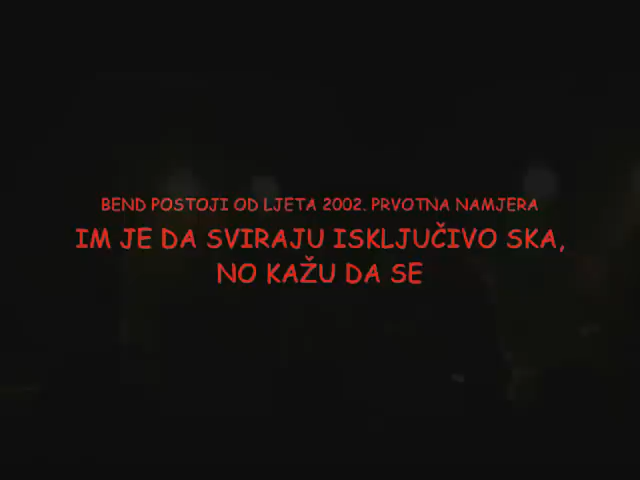 BEND POSTOJI OD LJETA 2002. PRVOTNA NAMJERA
IM JE DA SVIRAJU ISKLJUČIVO SKA,
NO KAŽU DA SE